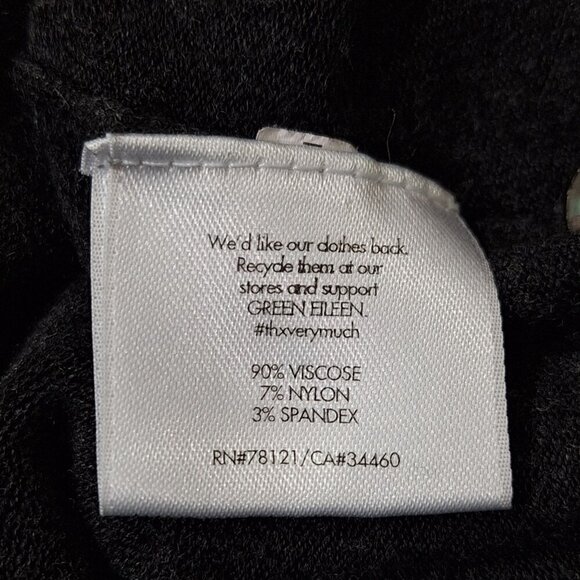 We'd like our clothes back.
Recycle them at our
stores and support
GREEN EILEEN.
#thxverymuch
90% VISCOSE
7% NYLON
3% SPANDEX
RN#78121/CA#34460